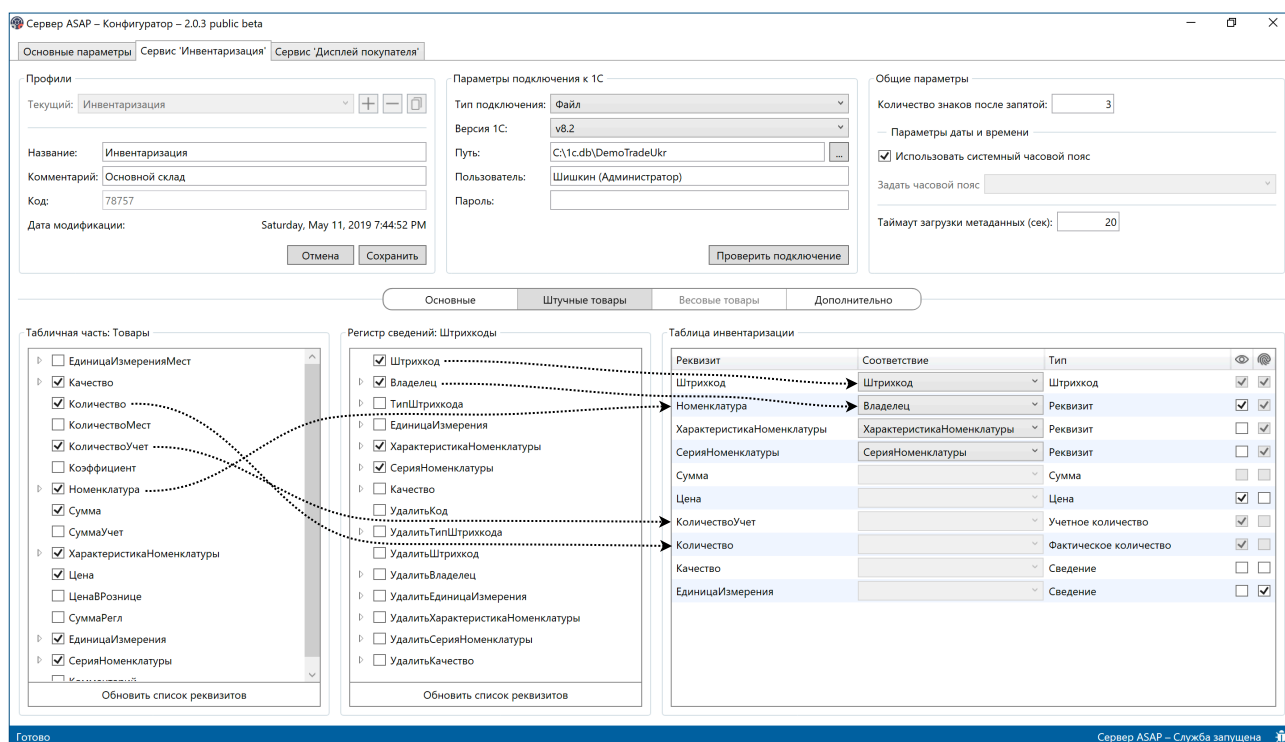 Сервер ASAP – Конфигуратор – 2.0.3 public beta
Основные параметры Сервис 'Инвентаризация' Сервис 'Дисплей покупателя'
Профили
Текущий: Инвентаризация
Название: Инвентаризация
Комментарий: Основной склад
Код: 78757
Дата модификации: Saturday, May 11, 2019 7:44:52 PM
Отмена Сохранить
Параметры подключения к 1С
Тип подключения: Файл
Версия 1С: v8.2
Путь: C:\1c.db\DemoTradeUkr ...
Пользователь: Шишкин (Администратор)
Пароль:
Проверить подключение
Общие параметры
Количество знаков после запятой: 3
Параметры даты и времени
Использовать системный часовой пояс
Задать часовой пояс
Таймаут загрузки метаданных (сек): 20
Основные Штучные товары Весовые товары Дополнительно
Табличная часть: Товары
ЕдиницаИзмеренияМест
Качество
Количество
КоличествоМест
КоличествоУчет
Коэффициент
Номенклатура
Сумма
СуммаУчет
ХарактеристикаНоменклатуры
Цена
ЦенаВРознице
СуммаРегл
ЕдиницаИзмерения
СерияНоменклатуры
Комментарий
Обновить список реквизитов
Регистр сведений: Штрихкоды
Штрихкод
Владелец
ТипШтрихкода
ЕдиницаИзмерения
ХарактеристикаНоменклатуры
СерияНоменклатуры
Качество
УдалитьКод
УдалитьТипШтрихкода
УдалитьШтрихкод
УдалитьВладелец
УдалитьЕдиницаИзмерения
УдалитьХарактеристикаНоменклатуры
УдалитьСерияНоменклатуры
УдалитьКачество
Обновить список реквизитов
Таблица инвентаризации
Реквизит Соответствие Тип
Штрихкод Штрихкод Штрихкод
Номенклатура Владелец Реквизит
ХарактеристикаНоменклатуры ХарактеристикаНоменклатуры Реквизит
СерияНоменклатуры СерияНоменклатуры Реквизит
Сумма Сумма
Цена Цена
КоличествоУчет Учетное количество
Количество Фактическое количество
Качество Сведение
ЕдиницаИзмерения Сведение
Готово Сервер ASAP – Служба запущена